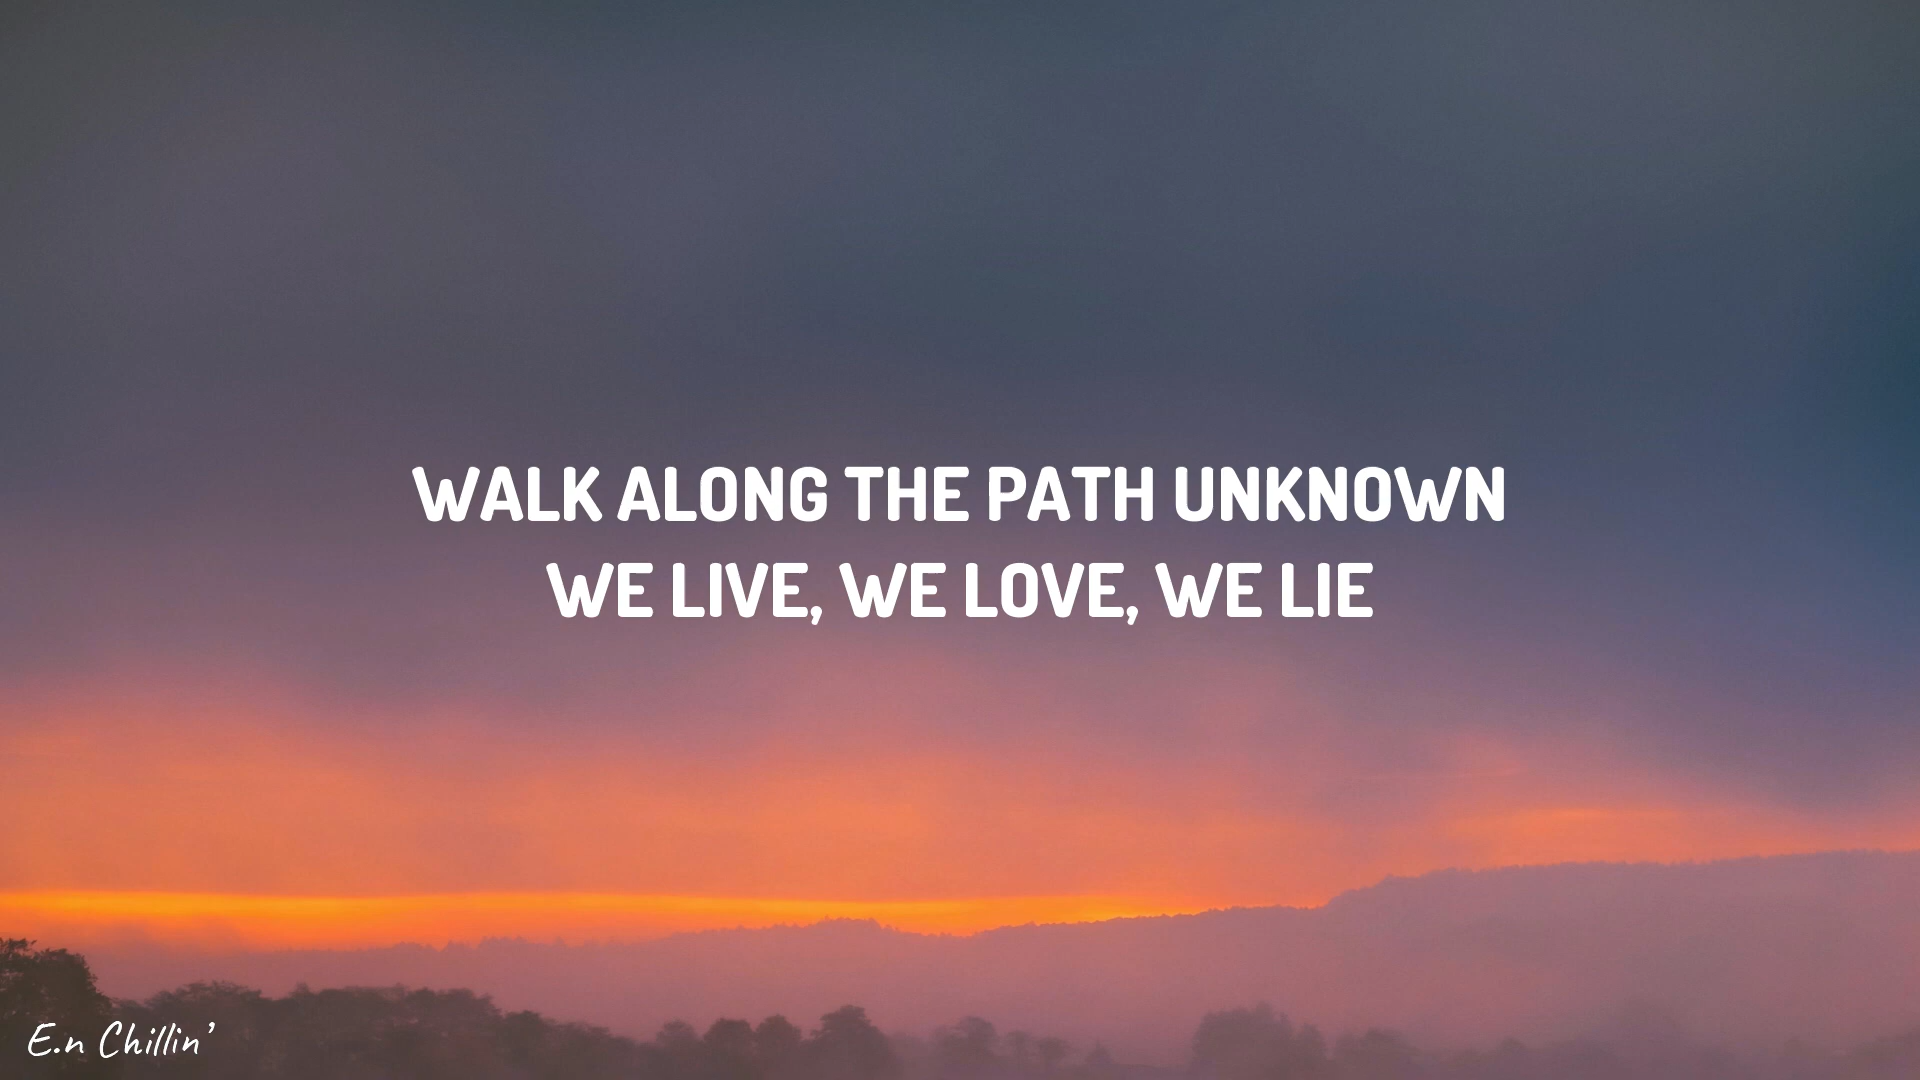 WALK ALONG THE PATH UNKNOWN
WE LIVE, WE LOVE, WE LIE
E.n Chillin'